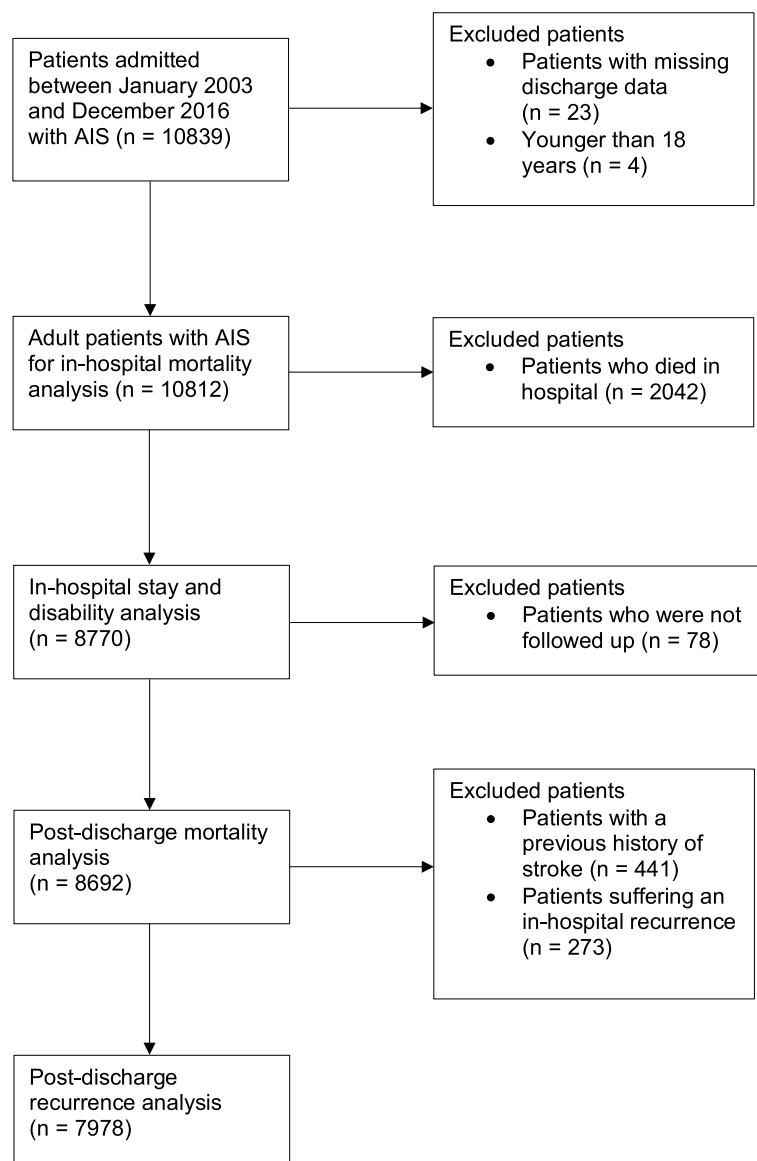 Patients admitted
between January 2003
and December 2016
with AIS (n = 10839)
Excluded patients
• Patients with missing
discharge data
(n = 23)
• Younger than 18
years (n = 4)
Adult patients with AIS
for in-hospital mortality
analysis (n = 10812)
Excluded patients
• Patients who died in
hospital (n = 2042)
In-hospital stay and
disability analysis
(n = 8770)
Excluded patients
• Patients who were not
followed up (n = 78)
Post-discharge mortality
analysis
(n = 8692)
Excluded patients
• Patients with a
previous history of
stroke (n = 441)
• Patients suffering an
in-hospital recurrence
(n = 273)
Post-discharge
recurrence analysis
(n = 7978)